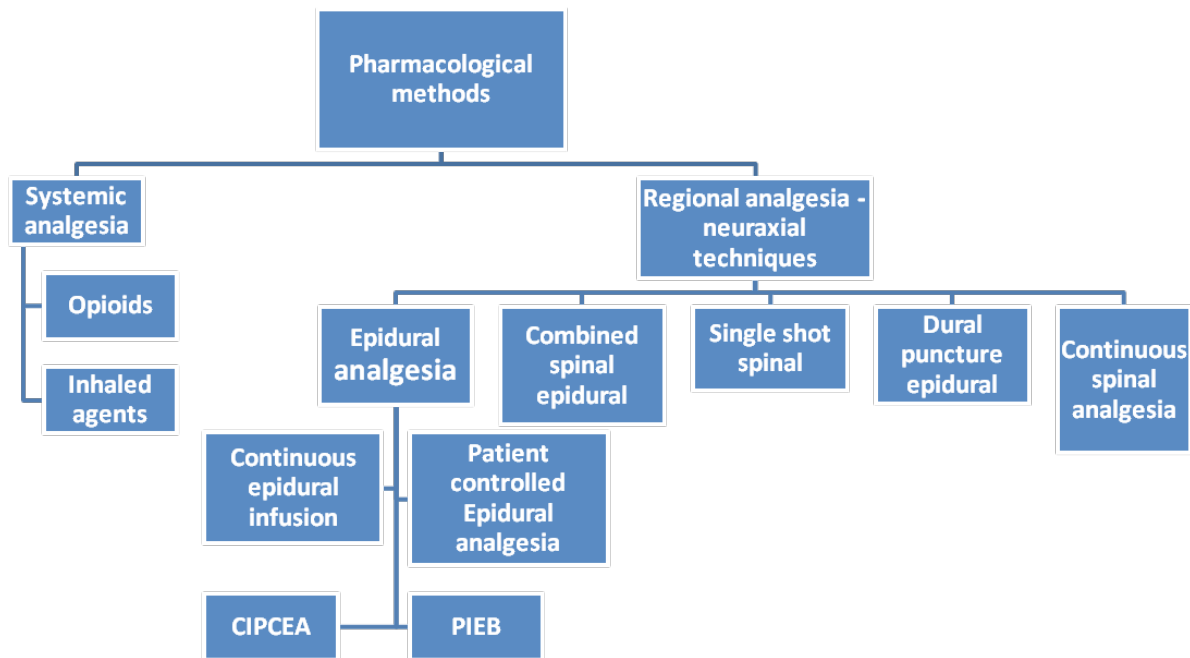 Pharmacological
methods
Systemic
analgesia
Opioids
Inhaled
agents
Regional analgesia -
neuraxial
techniques
Epidural
analgesia
Combined
spinal
epidural
Single shot
spinal
Dural
puncture
epidural
Continuous
spinal
analgesia
Continuous
epidural
infusion
Patient
controlled
Epidural
analgesia
CIPCEA
PIEB